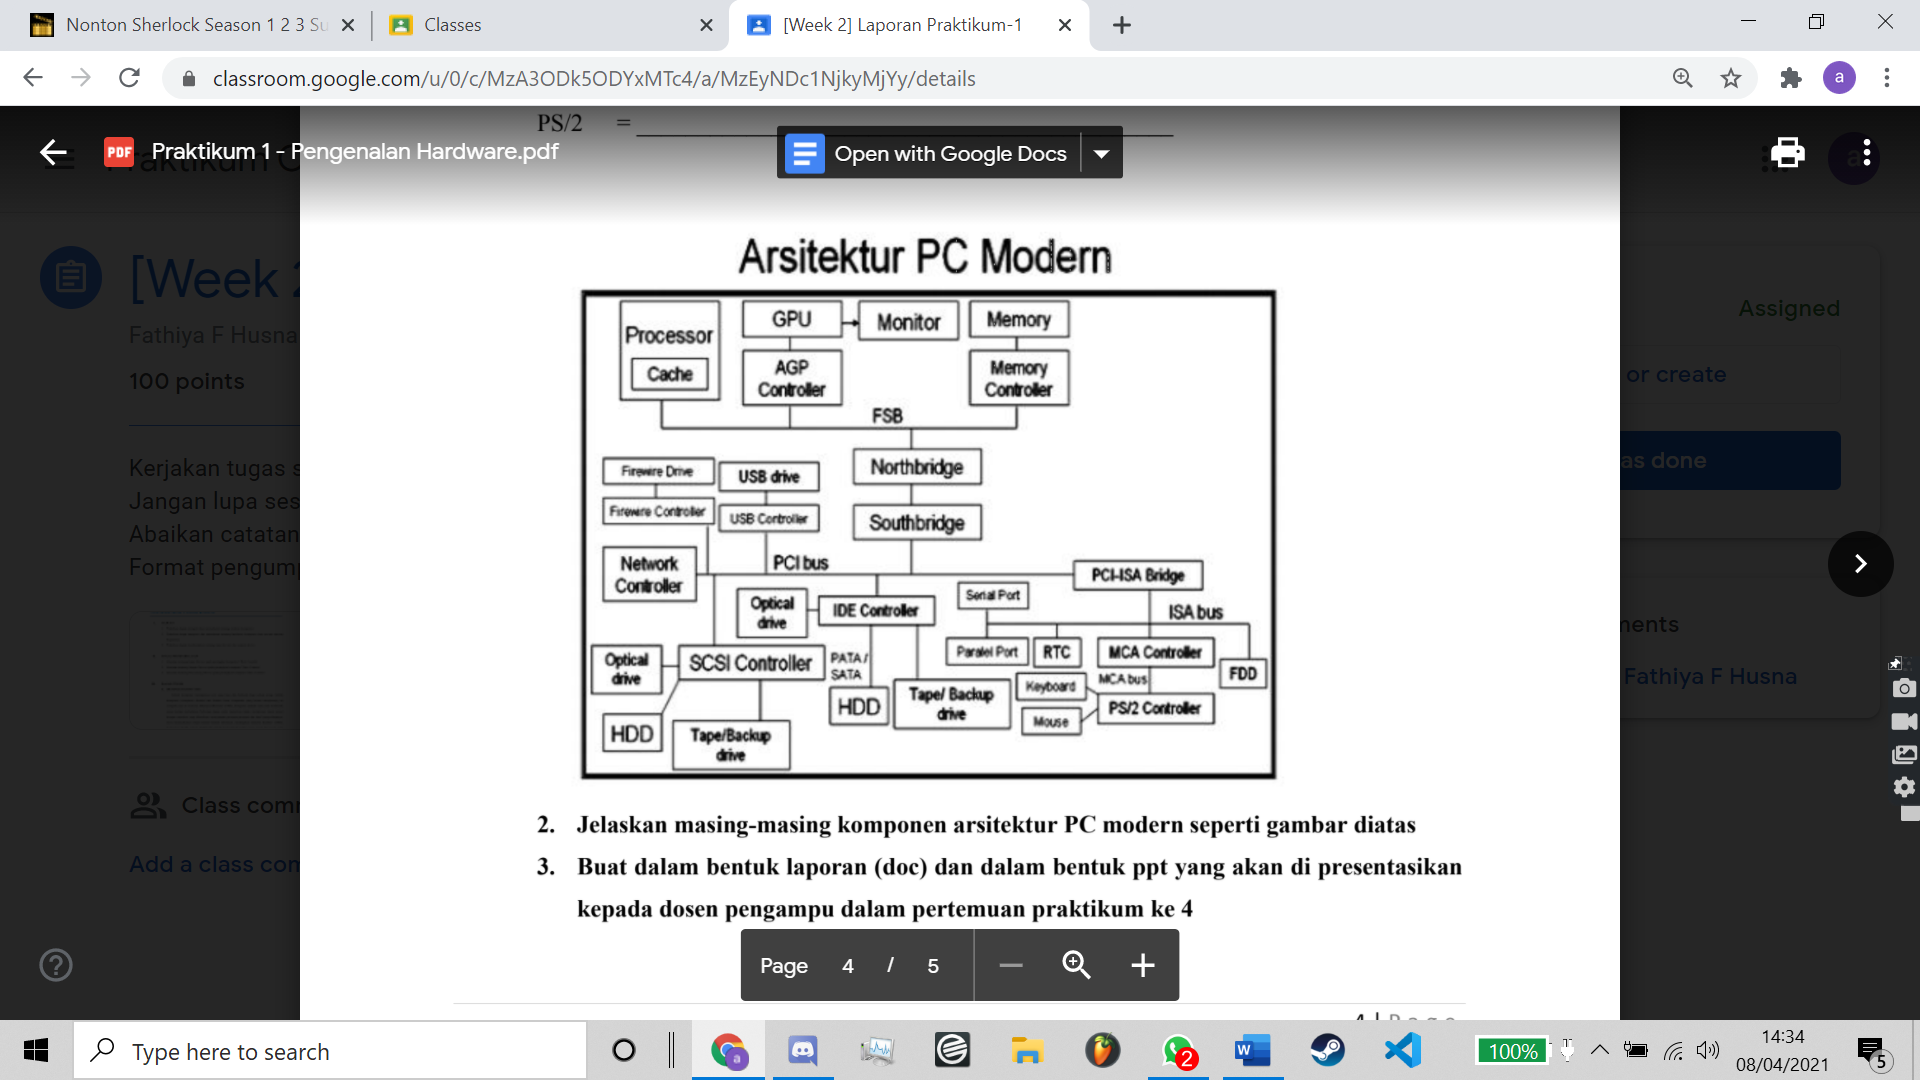 Nonton Sherlock Season 1 2 3 Su
Classes
[Week 2] Laporan Praktikum-1
classroom.google.com/u/0/c/MzA3ODk5ODYxMTc4/a/MzEyNDc1NjkyMjYy/details
a
PS/2 =
PDF Praktikum 1 - Pengenalan Hardware.pdf
Open with Google Docs
[Week 2
Fathiya F Husna
100 points
Kerjakan tugas s
Jangan lupa ses
Abaikan catatan
Format pengump
Class comm
Add a class com
Assigned
or create
as done
ments
Fathiya F Husna
Arsitektur PC Modern
Processor
Cache
GPU
Monitor
Memory
AGP
Controller
Memory
Controller
FSB
Northbridge
Firewire Drive
USB drive
Firewire Controller
USB Controller
Southbridge
Network
Controller
PCI bus
PCI-ISA Bridge
Optical
drive
IDE Controller
Serial Port
ISA bus
Optical
drive
SCSI Controller
PATA /
SATA
Paralel Port
RTC
MCA Controller
FDD
HDD
Tape/ Backup
drive
Keyboard
MCA bus
Mouse
PS/2 Controller
HDD
Tape/Backup
drive
2. Jelaskan masing-masing komponen arsitektur PC modern seperti gambar diatas
3. Buat dalam bentuk laporan (doc) dan dalam bentuk ppt yang akan di presentasikan
kepada dosen pengampu dalam pertemuan praktikum ke 4
Page 4 / 5
Type here to search
a
2
W
100%
14:34
08/04/2021
5